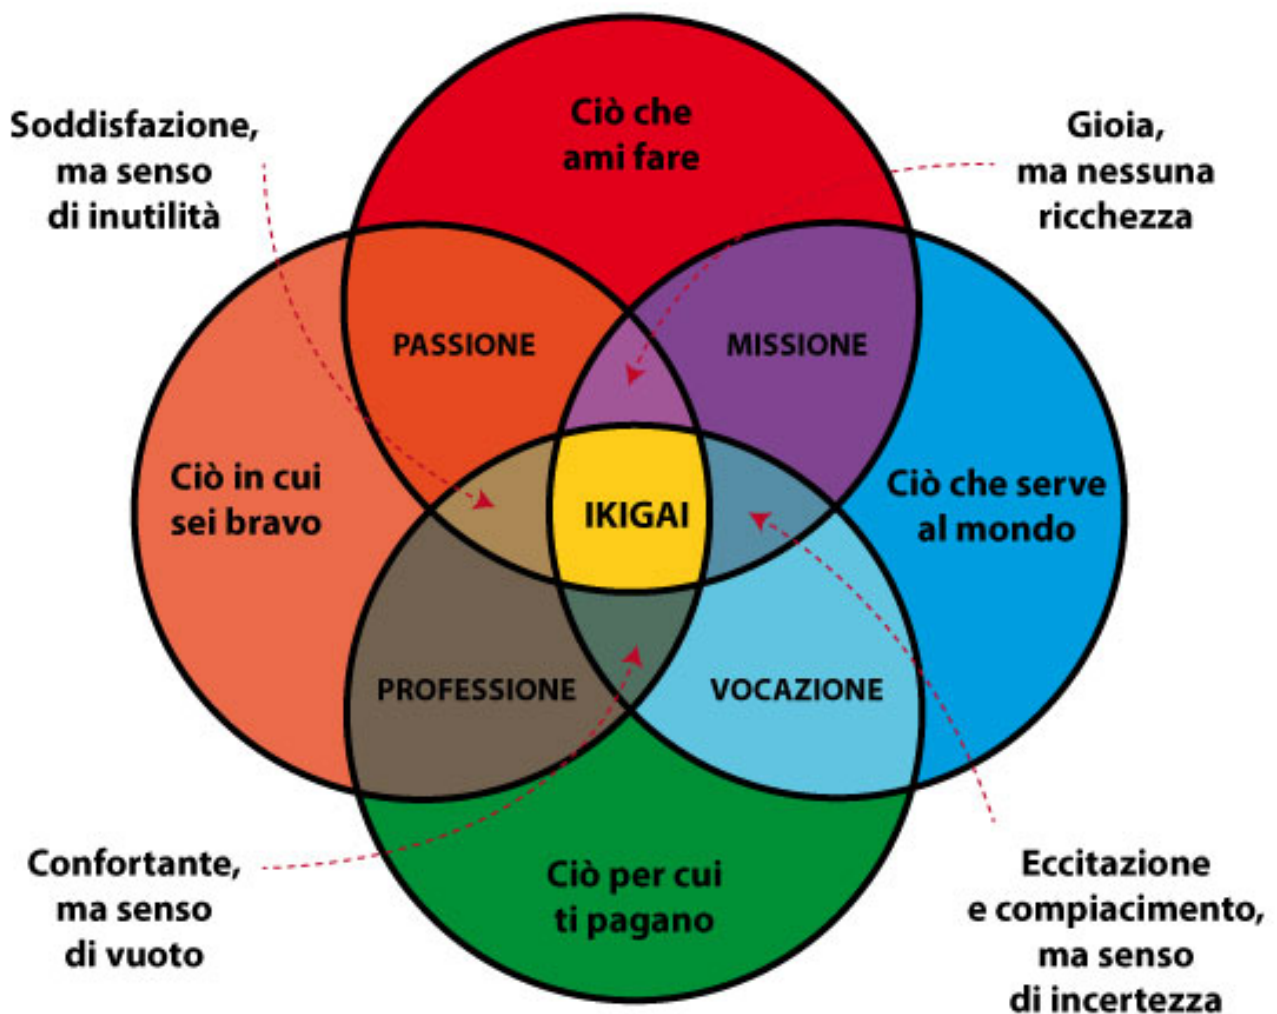 Ciò che
ami fare
Soddisfazione,
ma senso
di inutilità
Gioia,
ma nessuna
ricchezza
PASSIONE
MISSIONE
Ciò in cui
sei bravo
IKIGAI
Ciò che serve
al mondo
PROFESSIONE
VOCAZIONE
Confortante,
ma senso
di vuoto
Ciò per cui
ti pagano
Eccitazione
e compiacimento,
ma senso
di incertezza